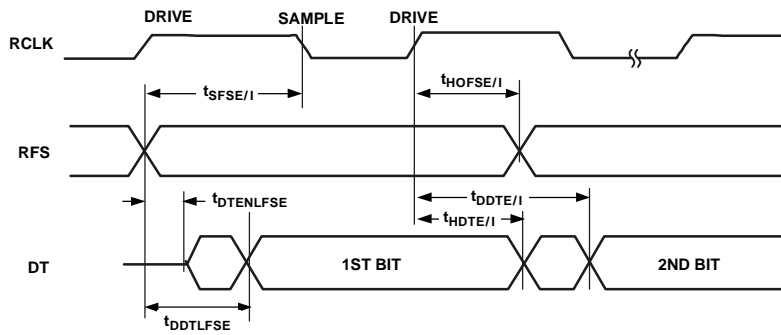 DRIVE SAMPLE DRIVE
RCLK
tSFSE/I tHOFSE/I
RFS
tDDTE/I
tDTENLFSE tHDTE/I
DT 1ST BIT 2ND BIT
tDDTLFSE